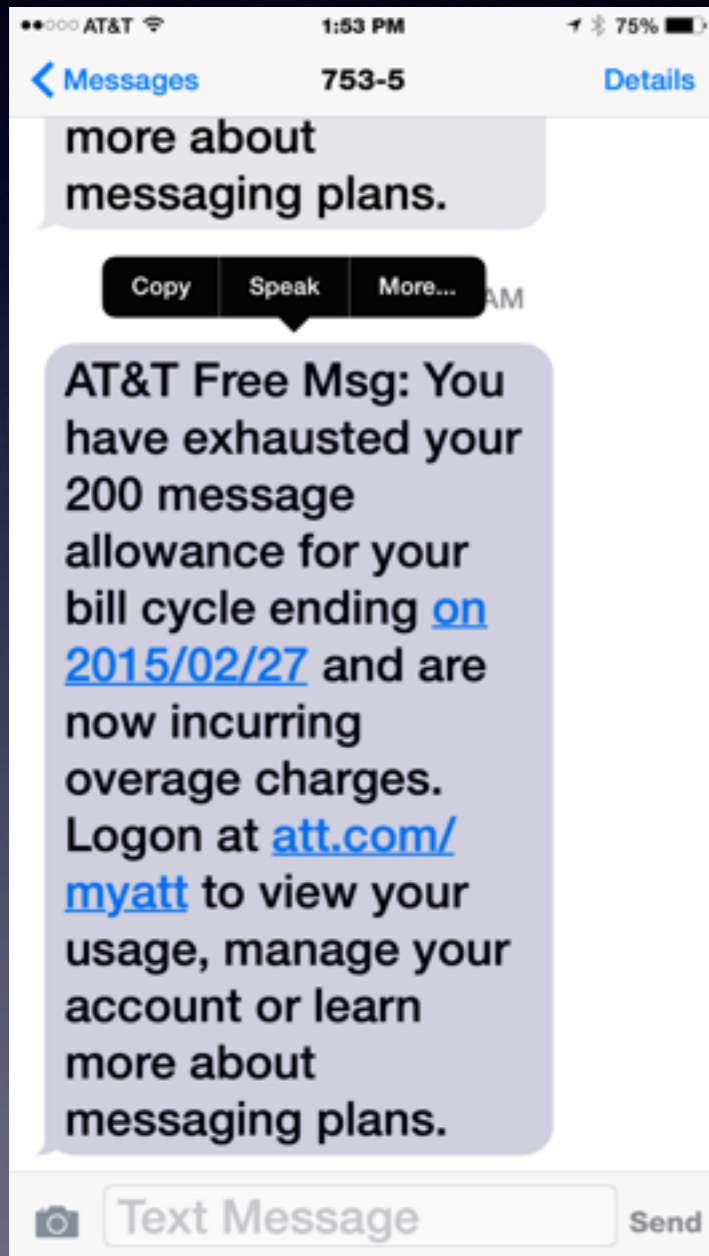 AT&T 1:53 PM 75%
Messages 753-5 Details
more about
messaging plans.
Copy Speak More... AM
AT&T Free Msg: You
have exhausted your
200 message
allowance for your
bill cycle ending on
2015/02/27 and are
now incurring
overage charges.
Logon at att.com/
myatt to view your
usage, manage your
account or learn
more about
messaging plans.
Text Message Send